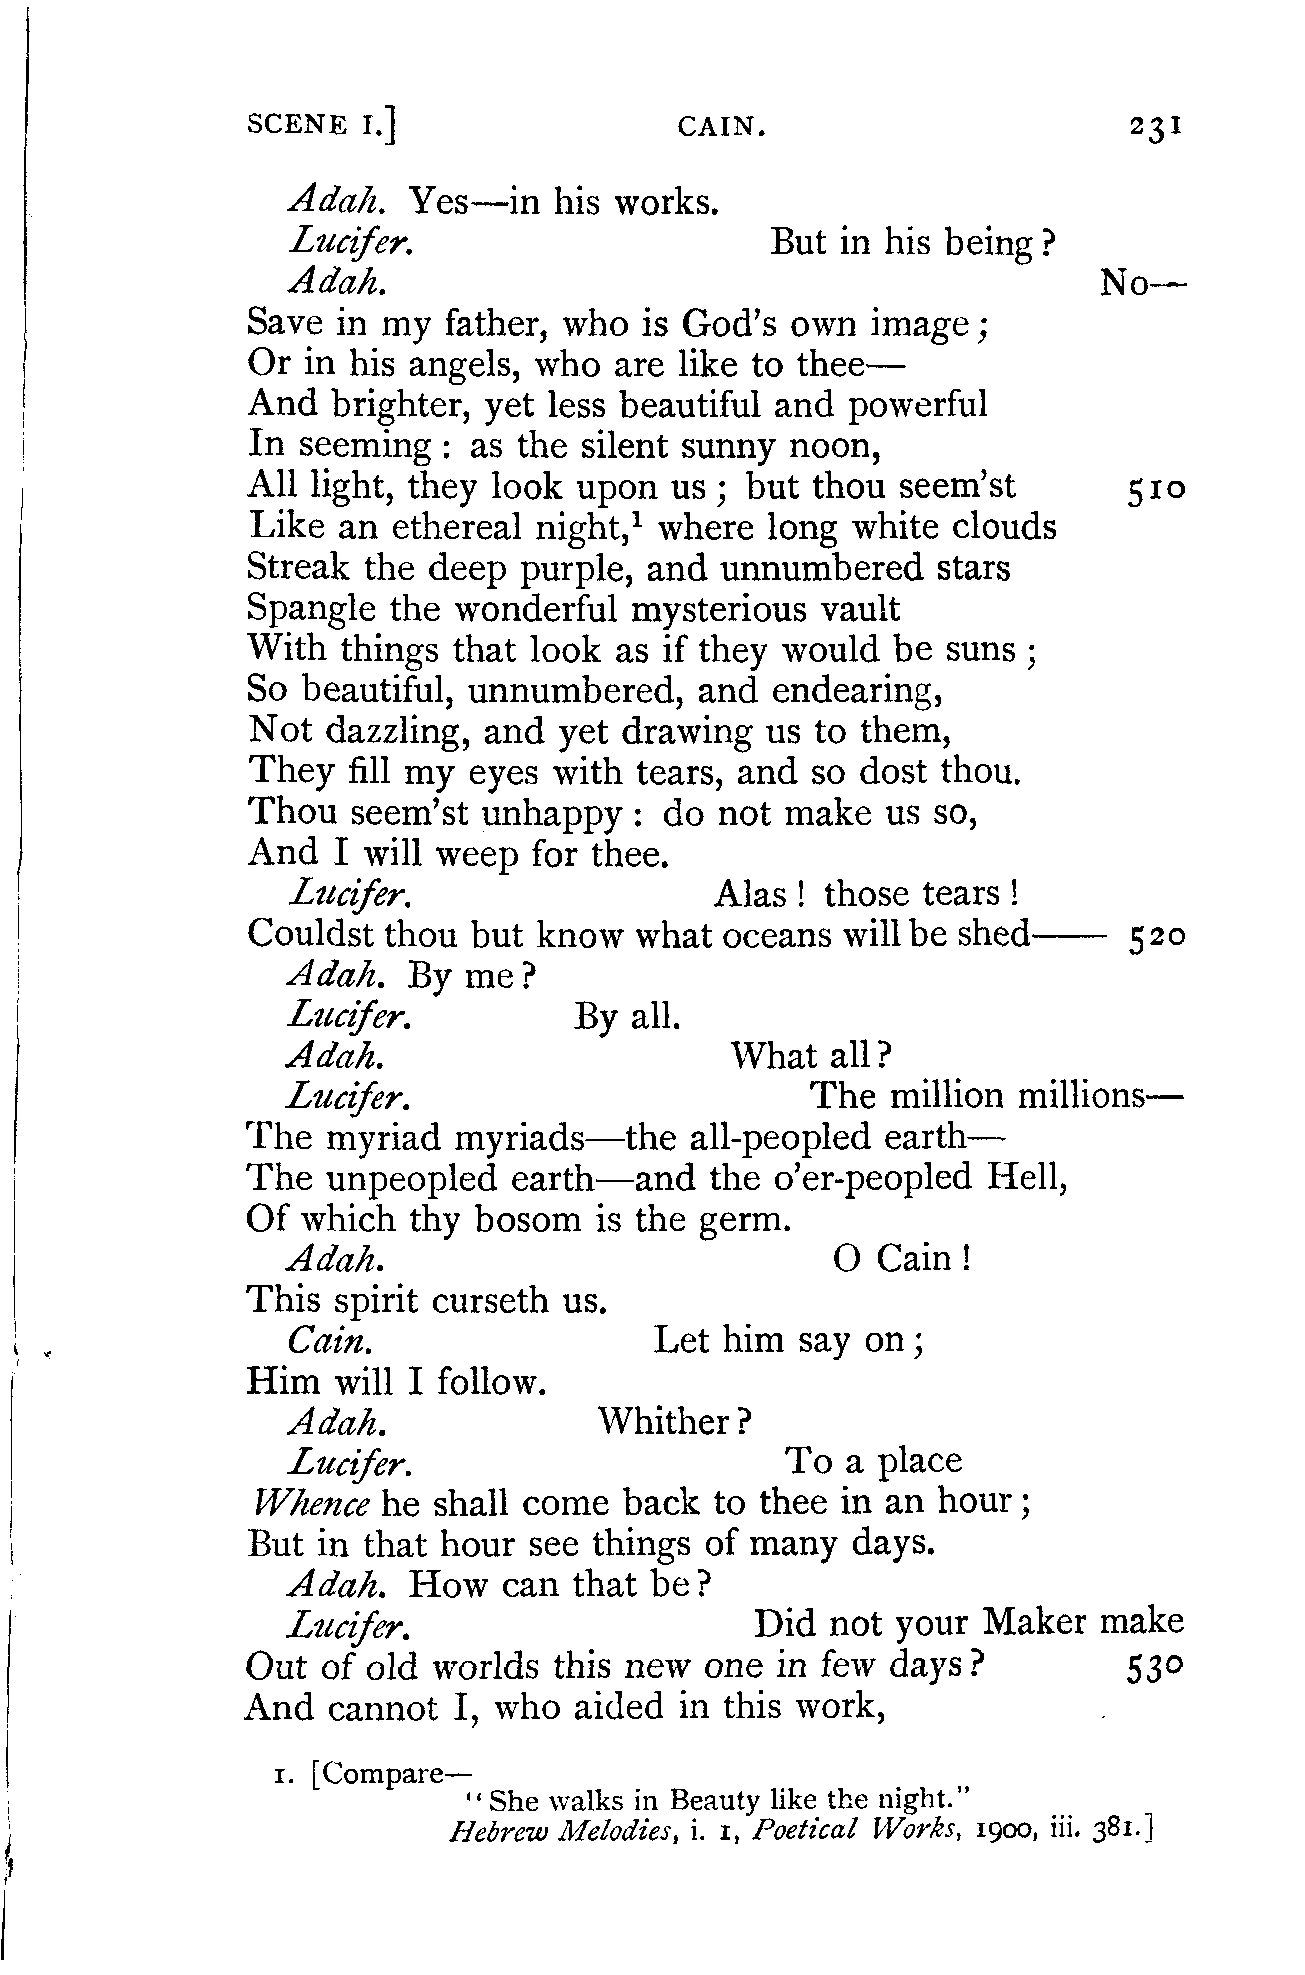 SCENE I.] CAIN. 231
Adah. Yes—in his works.
Lucifer. But in his being?
Adah. No—
Save in my father, who is God's own image;
Or in his angels, who are like to thee—
And brighter, yet less beautiful and powerful
In seeming: as the silent sunny noon,
All light, they look upon us; but thou seem'st 510
Like an ethereal night,¹ where long white clouds
Streak the deep purple, and unnumbered stars
Spangle the wonderful mysterious vault
With things that look as if they would be suns;
So beautiful, unnumbered, and endearing,
Not dazzling, and yet drawing us to them,
They fill my eyes with tears, and so dost thou.
Thou seem'st unhappy: do not make us so,
And I will weep for thee.
Lucifer. Alas! those tears!
Couldst thou but know what oceans will be shed—— 520
Adah. By me?
Lucifer. By all.
Adah. What all?
Lucifer. The million millions—
The myriad myriads—the all-peopled earth—
The unpeopled earth—and the o'er-peopled Hell,
Of which thy bosom is the germ.
Adah. O Cain!
This spirit curseth us.
Cain. Let him say on;
Him will I follow.
Adah. Whither?
Lucifer. To a place
Whence he shall come back to thee in an hour;
But in that hour see things of many days.
Adah. How can that be?
Lucifer. Did not your Maker make
Out of old worlds this new one in few days? 530
And cannot I, who aided in this work,
1. [Compare—
"She walks in Beauty like the night."
Hebrew Melodies, i. 1, Poetical Works, 1900, iii. 381.]